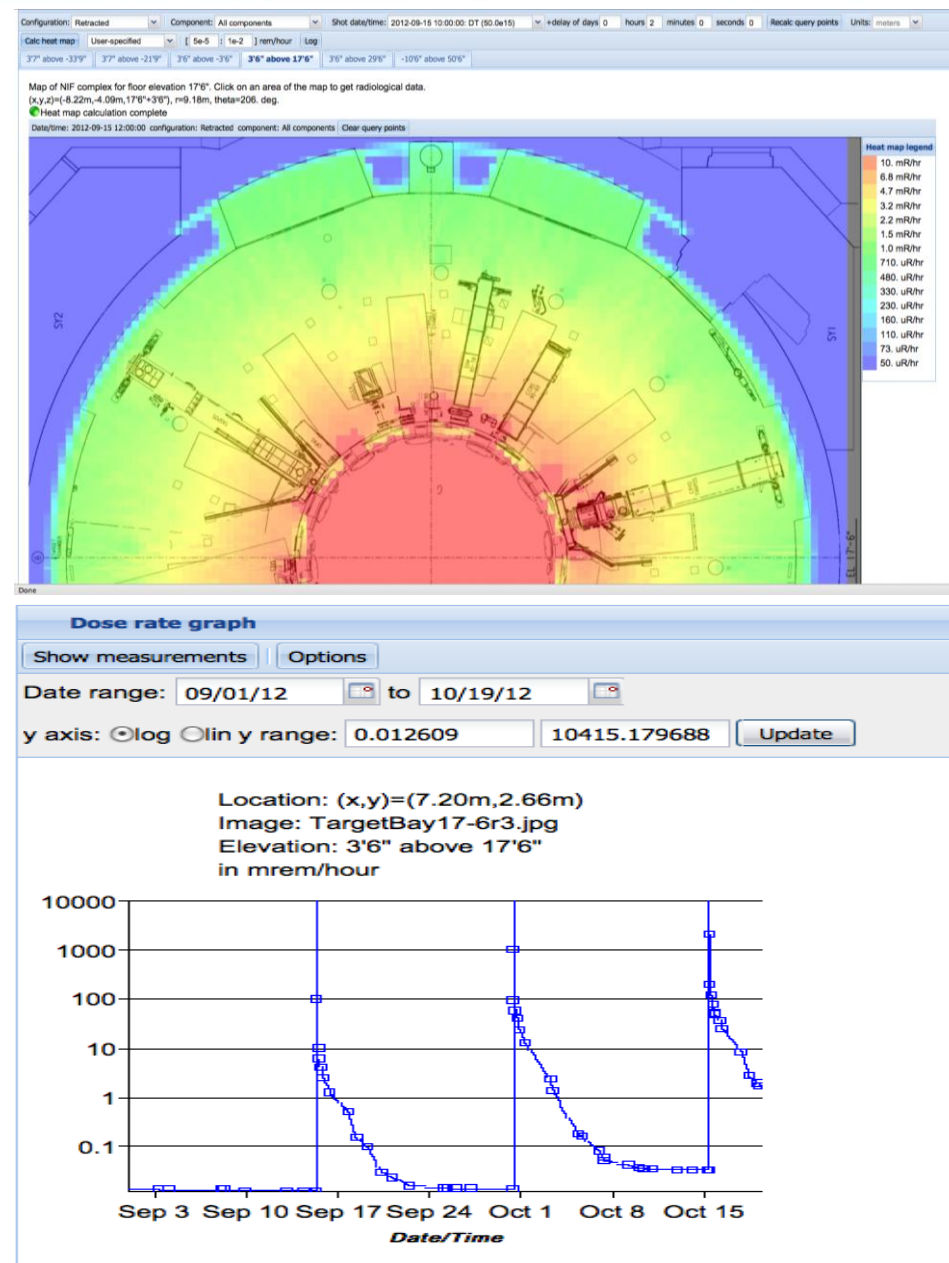 Configuration: Retracted Component: All components Shot date/time: 2012-09-15 10:00:00: DT (50.0e15) +delay of days 0 hours 2 minutes 0 seconds 0 Recalc query points Units: meters
Calc heat map User-specified [ 5e-5 : 1e-2 ] rem/hour Log
3'7" above -33'9" 3'7" above -21'9" 3'6" above -3'6" 3'6" above 17'6" 3'6" above 29'6" -10'6" above 50'6"
Map of NIF complex for floor elevation 17'6". Click on an area of the map to get radiological data.
(x,y,z)=(-8.22m,-4.09m,17'6"+3'6"), r=9.18m, theta=206. deg.
Heat map calculation complete
Date/time: 2012-09-15 12:00:00 configuration: Retracted component: All components Clear query points
Heat map legend
10. mR/hr
6.8 mR/hr
4.7 mR/hr
3.2 mR/hr
2.2 mR/hr
1.5 mR/hr
1.0 mR/hr
710. uR/hr
480. uR/hr
330. uR/hr
230. uR/hr
160. uR/hr
110. uR/hr
73. uR/hr
50. uR/hr
SY2
SY1
EL 17'-6"
Done
Dose rate graph
Show measurements Options
Date range: 09/01/12 to 10/19/12
y axis: log lin y range: 0.012609 10415.179688 Update
Location: (x,y)=(7.20m,2.66m)
Image: TargetBay17-6r3.jpg
Elevation: 3'6" above 17'6"
in mrem/hour
10000
1000
100
10
1
0.1
Sep 3 Sep 10 Sep 17 Sep 24 Oct 1 Oct 8 Oct 15
Date/Time